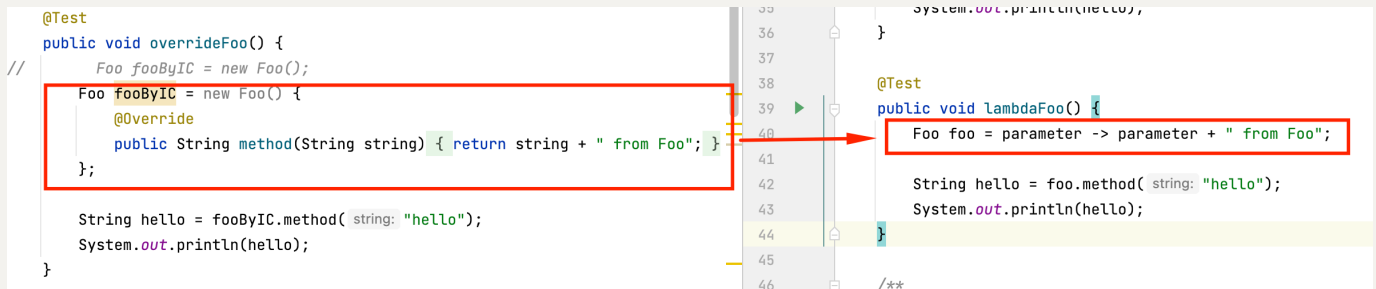 @Test
public void overrideFoo() {
//        Foo fooByIC = new Foo();
Foo fooByIC = new Foo() {
@Override
public String method(String string) { return string + " from Foo"; }
};
String hello = fooByIC.method( string: "hello");
System.out.println(hello);
}
35 System.out.println(hello);
36 }
37
38 @Test
39 public void lambdaFoo() {
40 Foo foo = parameter -> parameter + " from Foo";
41
42 String hello = foo.method( string: "hello");
43 System.out.println(hello);
44 }
45
46 /**